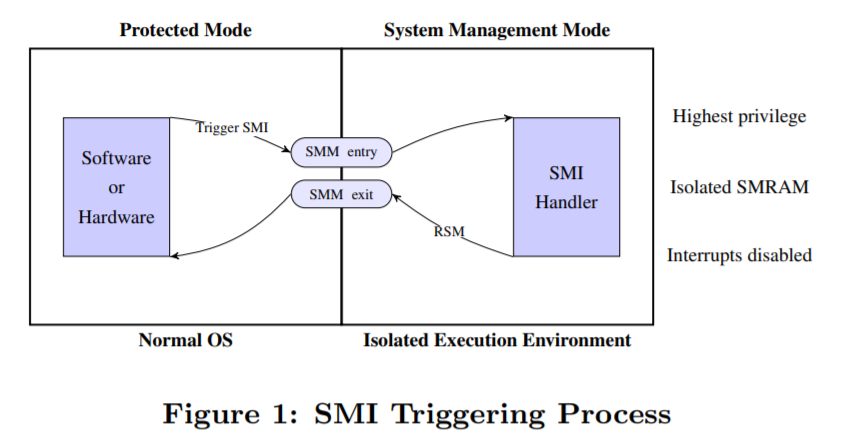 Protected Mode
System Management Mode
Trigger SMI
Software
or
Hardware
SMM entry
SMM exit
SMI
Handler
RSM
Highest privilege
Isolated SMRAM
Interrupts disabled
Normal OS
Isolated Execution Environment
Figure 1: SMI Triggering Process